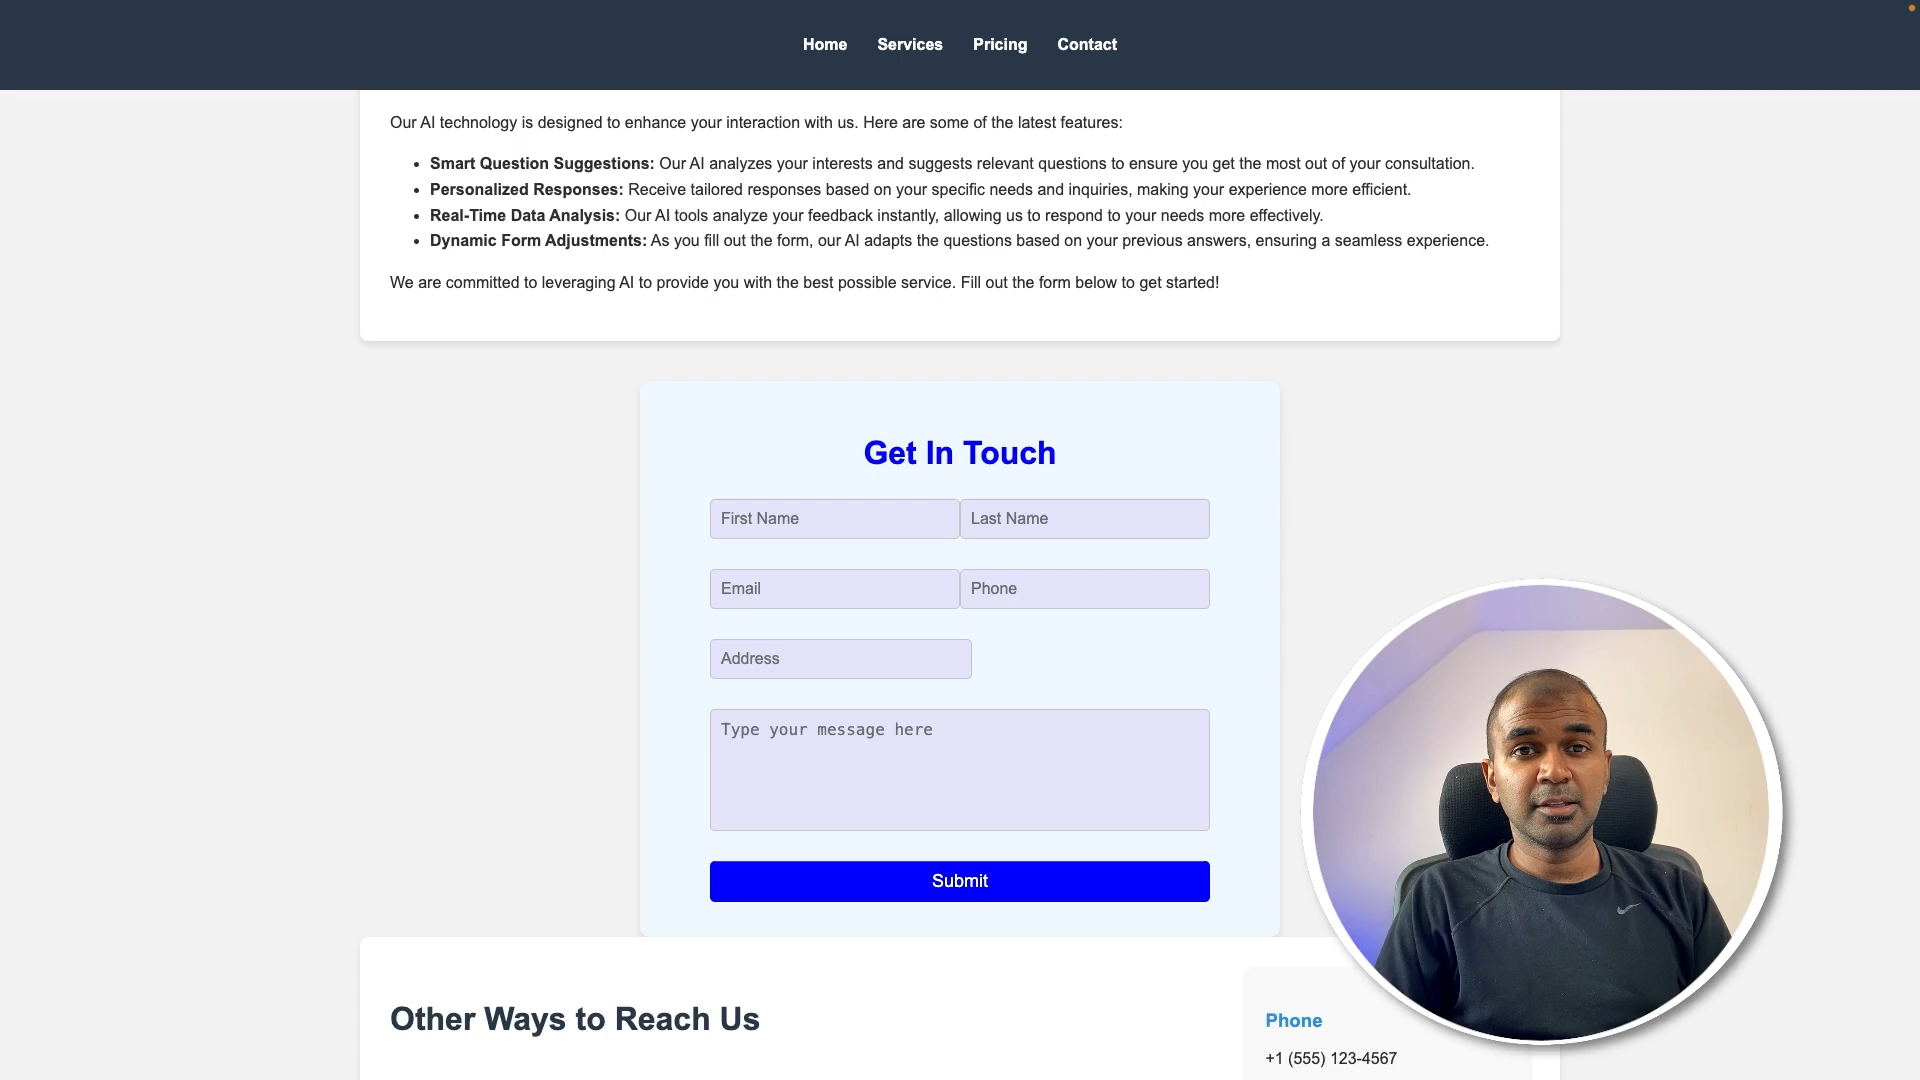 Home Services Pricing Contact
Our AI technology is designed to enhance your interaction with us. Here are some of the latest features:
• Smart Question Suggestions: Our AI analyzes your interests and suggests relevant questions to ensure you get the most out of your consultation.
• Personalized Responses: Receive tailored responses based on your specific needs and inquiries, making your experience more efficient.
• Real-Time Data Analysis: Our AI tools analyze your feedback instantly, allowing us to respond to your needs more effectively.
• Dynamic Form Adjustments: As you fill out the form, our AI adapts the questions based on your previous answers, ensuring a seamless experience.
We are committed to leveraging AI to provide you with the best possible service. Fill out the form below to get started!
Get In Touch
First Name Last Name
Email Phone
Address
Type your message here
Submit
Other Ways to Reach Us
Phone
+1 (555) 123-4567